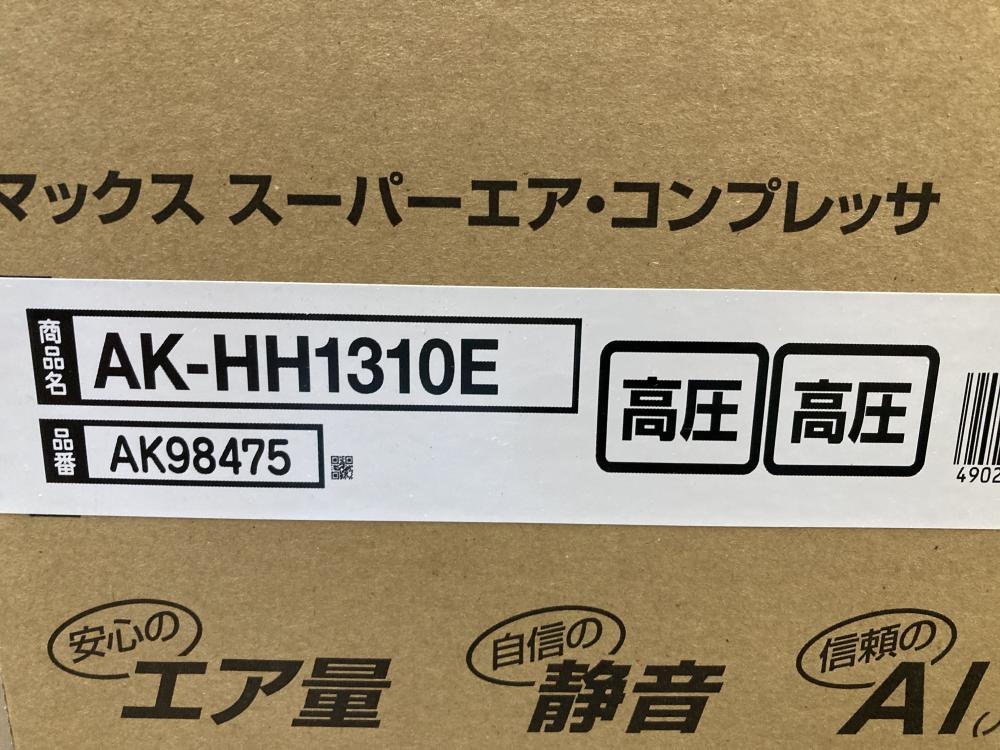 マックス スーパーエア・コンプレッサ
商品名 AK-HH1310E
高圧 高圧
品番 AK98475
4902
安心の 自信の 信頼の
エア量 静音 AI